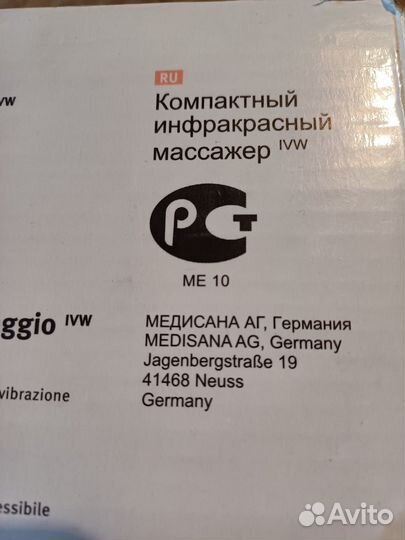 RU
VW
Компактный
инфракрасный
массажер IVW
РСТ
ME 10
ggio IVW
МЕДИСАНА АГ, Германия
MEDISANA AG, Germany
Jagenbergstraße 19
41468 Neuss
Germany
vibrazione
essibile
Avito